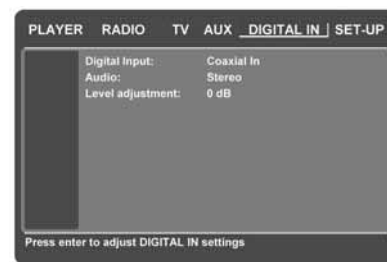 PLAYER RADIO TV AUX DIGITAL IN SET-UP
Digital Input: Coaxial In
Audio: Stereo
Level adjustment: 0 dB
Press enter to adjust DIGITAL IN settings